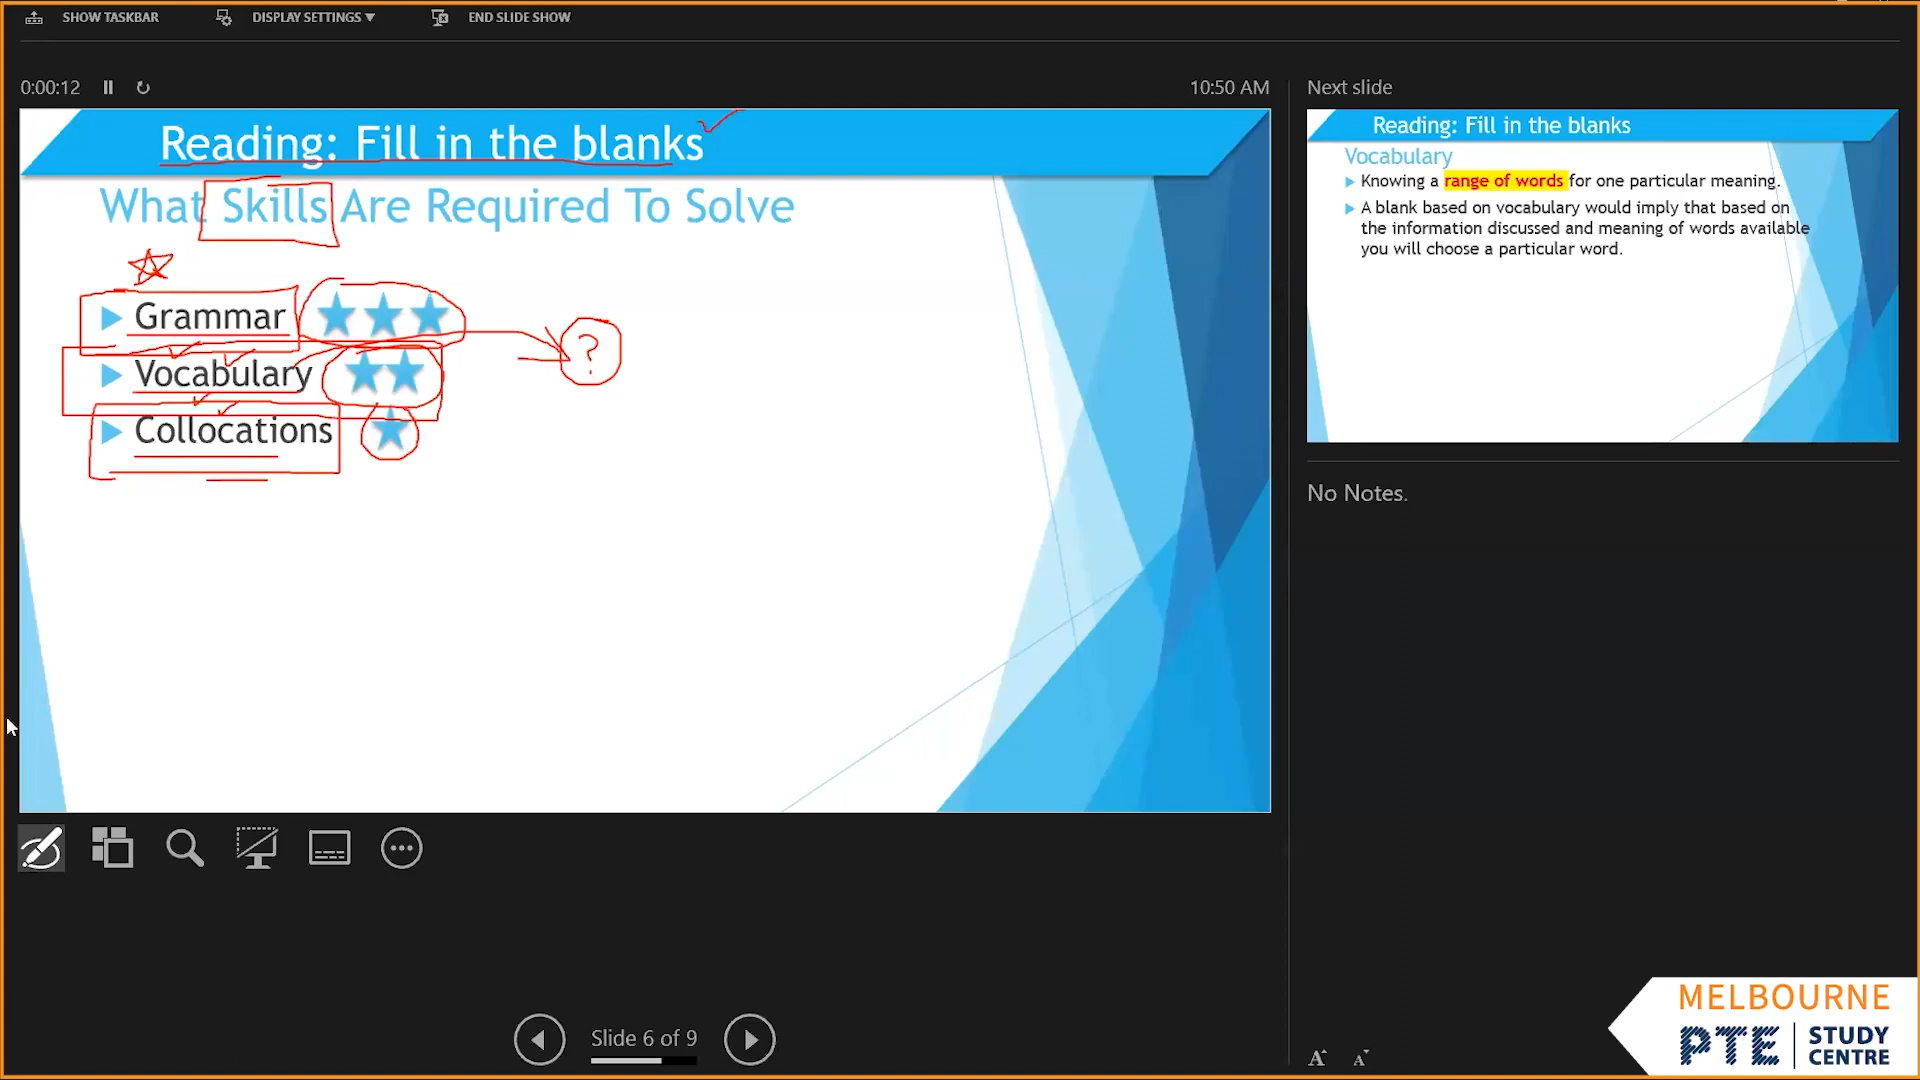 SHOW TASKBAR
DISPLAY SETTINGS ▼
END SLIDE SHOW
0:00:12
10:50 AM
Next slide
Reading: Fill in the blanks
What Skills Are Required To Solve
Grammar
?
Vocabulary
Collocations
Reading: Fill in the blanks
Vocabulary
Knowing a range of words for one particular meaning.
A blank based on vocabulary would imply that based on
the information discussed and meaning of words available
you will choose a particular word.
No Notes.
Slide 6 of 9
A A
MELBOURNE
PTE STUDY
CENTRE